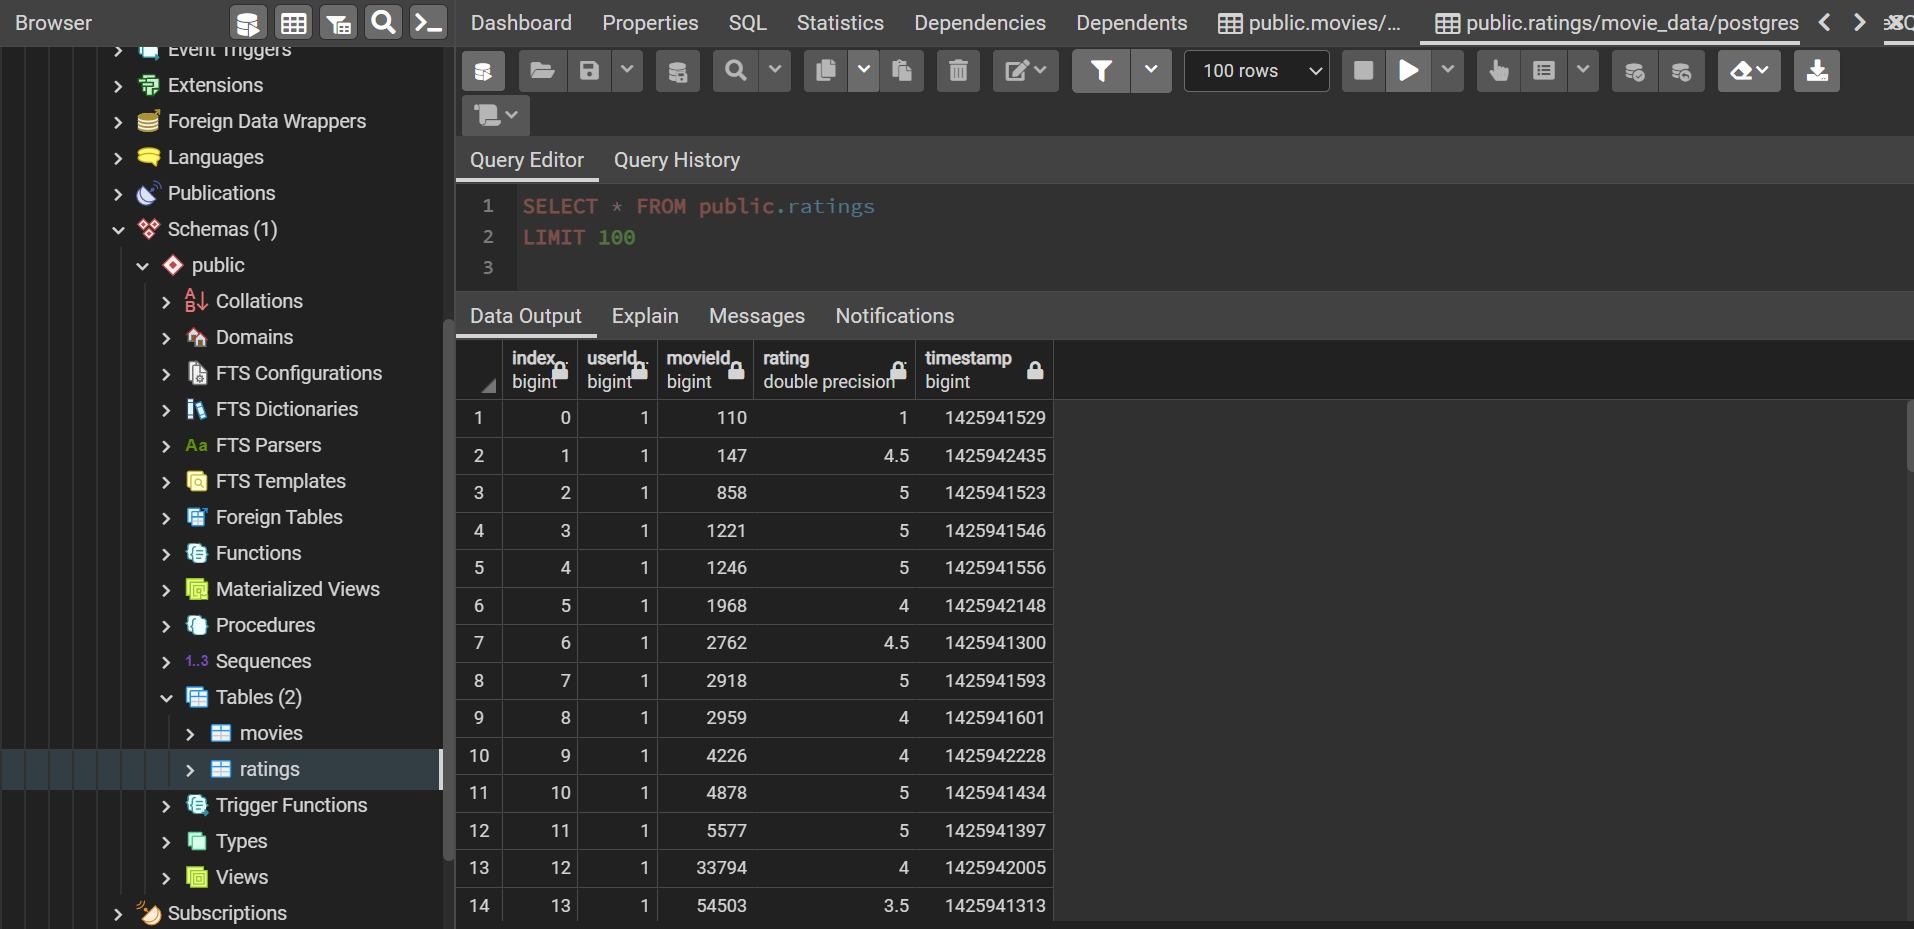 Browser
Dashboard Properties SQL Statistics Dependencies Dependents public.movies/... public.ratings/movie_data/postgres
Event Triggers
Extensions
Foreign Data Wrappers
Languages
Publications
Schemas (1)
public
A
B
Collations
Domains
FTS Configurations
FTS Dictionaries
Aa FTS Parsers
FTS Templates
Foreign Tables
Functions
Materialized Views
Procedures
1..3 Sequences
Tables (2)
movies
ratings
Trigger Functions
Types
Views
Subscriptions
100 rows
Query Editor Query History
1 SELECT * FROM public.ratings
2 LIMIT 100
3
Data Output Explain Messages Notifications
index userId movieId rating timestamp
bigint bigint bigint double precision bigint
1 0 1 110 1 1425941529
2 1 1 147 4.5 1425942435
3 2 1 858 5 1425941523
4 3 1 1221 5 1425941546
5 4 1 1246 5 1425941556
6 5 1 1968 4 1425942148
7 6 1 2762 4.5 1425941300
8 7 1 2918 5 1425941593
9 8 1 2959 4 1425941601
10 9 1 4226 4 1425942228
11 10 1 4878 5 1425941434
12 11 1 5577 5 1425941397
13 12 1 33794 4 1425942005
14 13 1 54503 3.5 1425941313